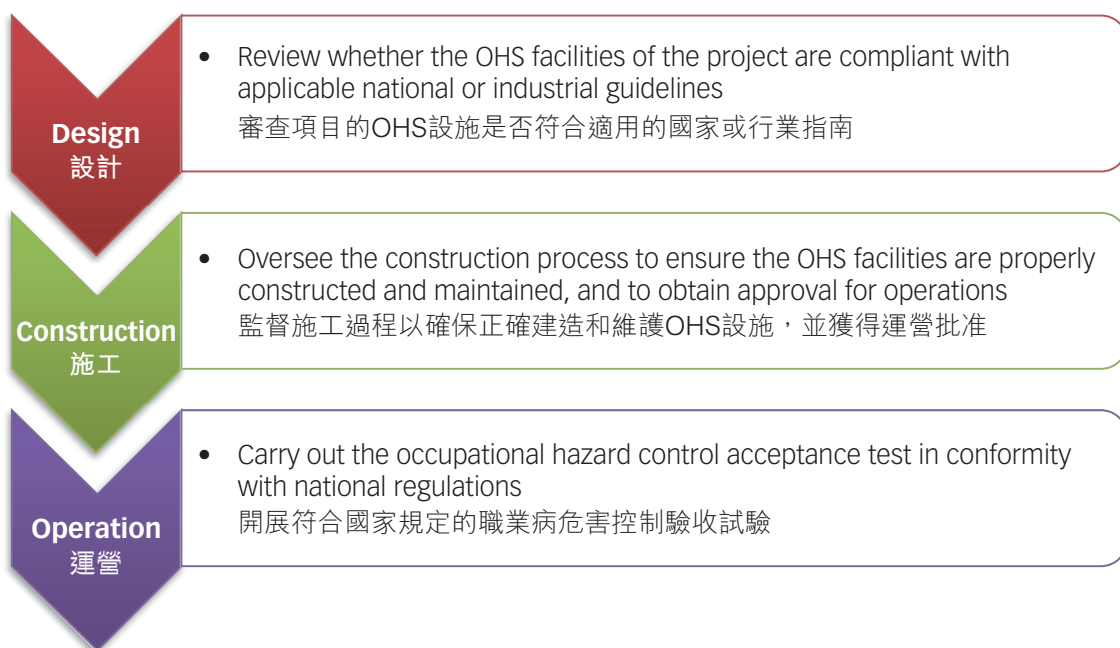 Design
設計
• Review whether the OHS facilities of the project are compliant with
applicable national or industrial guidelines
審查項目的OHS設施是否符合適用的國家或行業指南
Construction
施工
• Oversee the construction process to ensure the OHS facilities are properly
constructed and maintained, and to obtain approval for operations
監督施工過程以確保正確建造和維護OHS設施，並獲得運營批准
Operation
運營
• Carry out the occupational hazard control acceptance test in conformity
with national regulations
開展符合國家規定的職業病危害控制驗收試驗